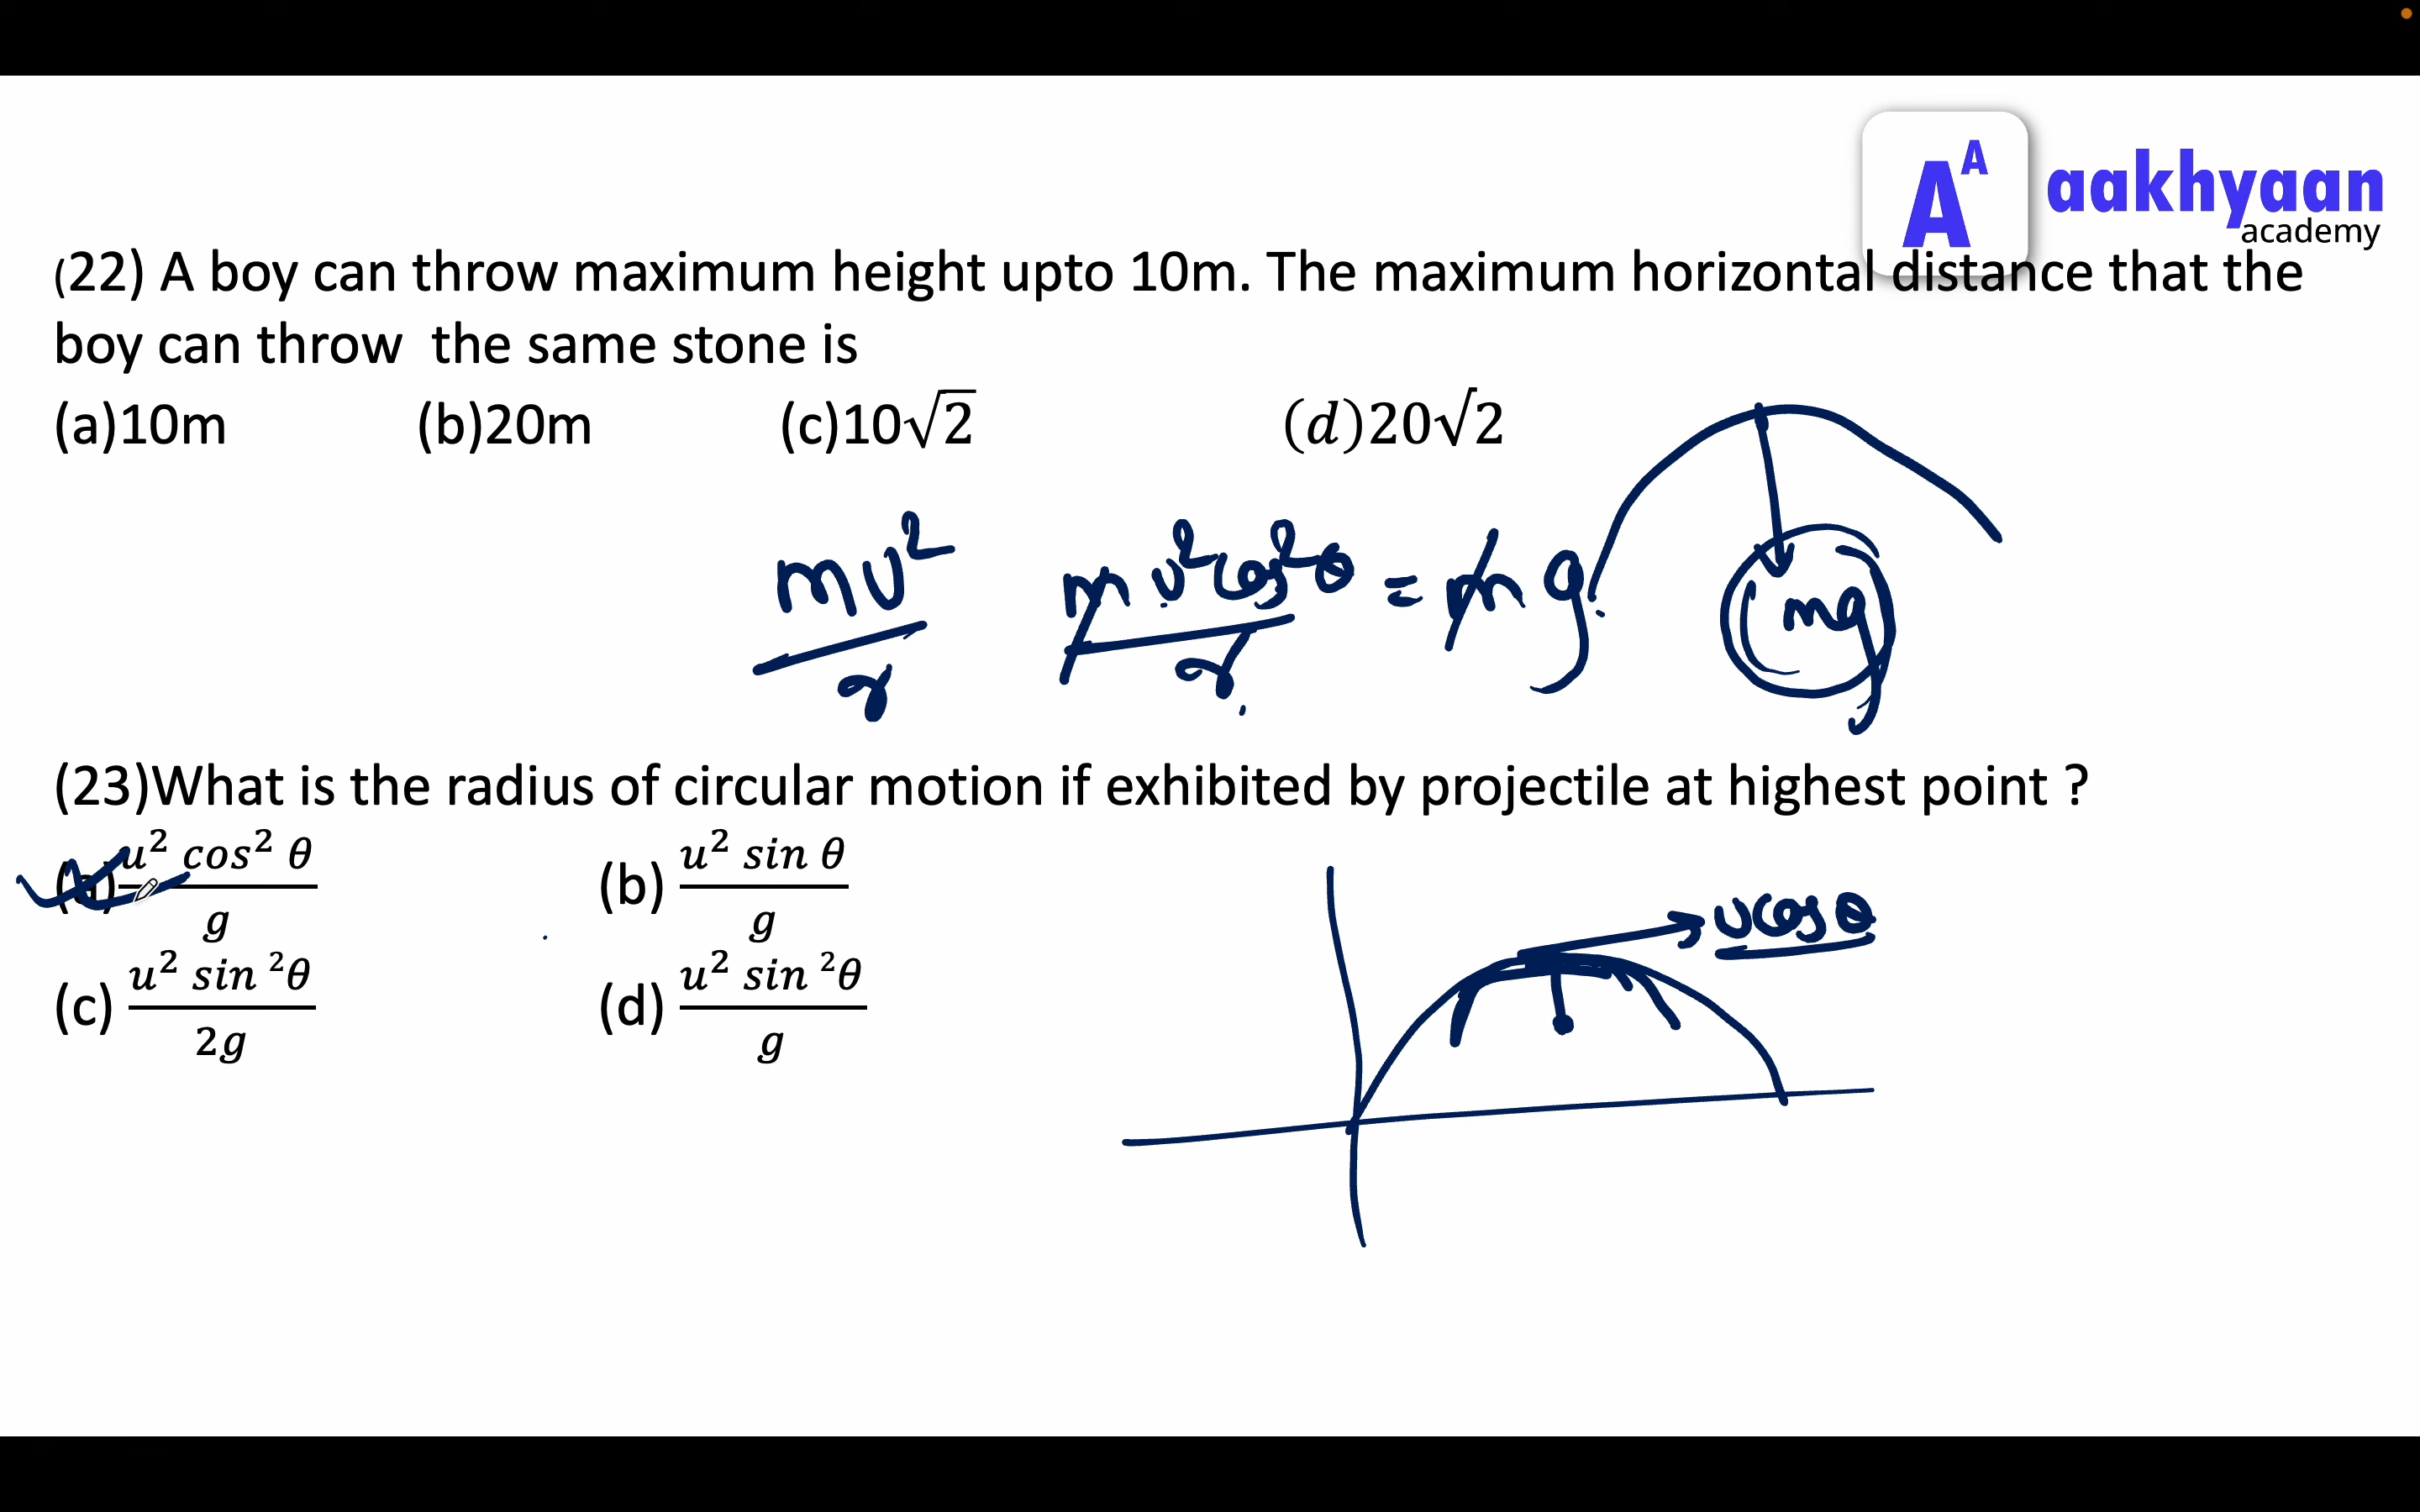 AA aakhyaan
academy
(22) A boy can throw maximum height upto 10m. The maximum horizontal distance that the
boy can throw the same stone is
(a)10m (b)20m (c)10√2 (d)20√2
mv²/r mv²cos²θ/r = mg mg
(23)What is the radius of circular motion if exhibited by projectile at highest point ?
(a) u² cos² θ/g (b) u² sin θ/g
vcosθ
(c) u² sin ²θ/2g (d) u² sin ²θ/g